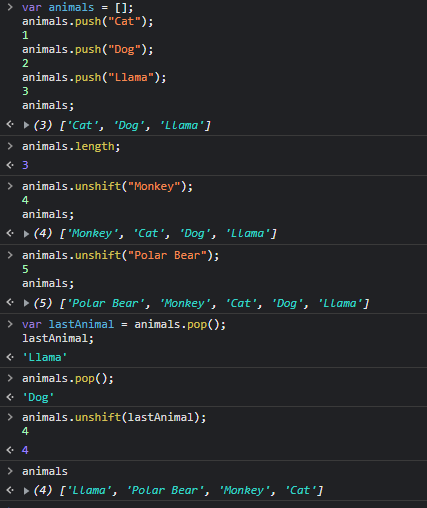 var animals = [];
animals.push("Cat");
1
animals.push("Dog");
2
animals.push("Llama");
3
animals;
(3) ['Cat', 'Dog', 'Llama']
animals.length;
3
animals.unshift("Monkey");
4
animals;
(4) ['Monkey', 'Cat', 'Dog', 'Llama']
animals.unshift("Polar Bear");
5
animals;
(5) ['Polar Bear', 'Monkey', 'Cat', 'Dog', 'Llama']
var lastAnimal = animals.pop();
lastAnimal;
'Llama'
animals.pop();
'Dog'
animals.unshift(lastAnimal);
4
4
animals
(4) ['Llama', 'Polar Bear', 'Monkey', 'Cat']